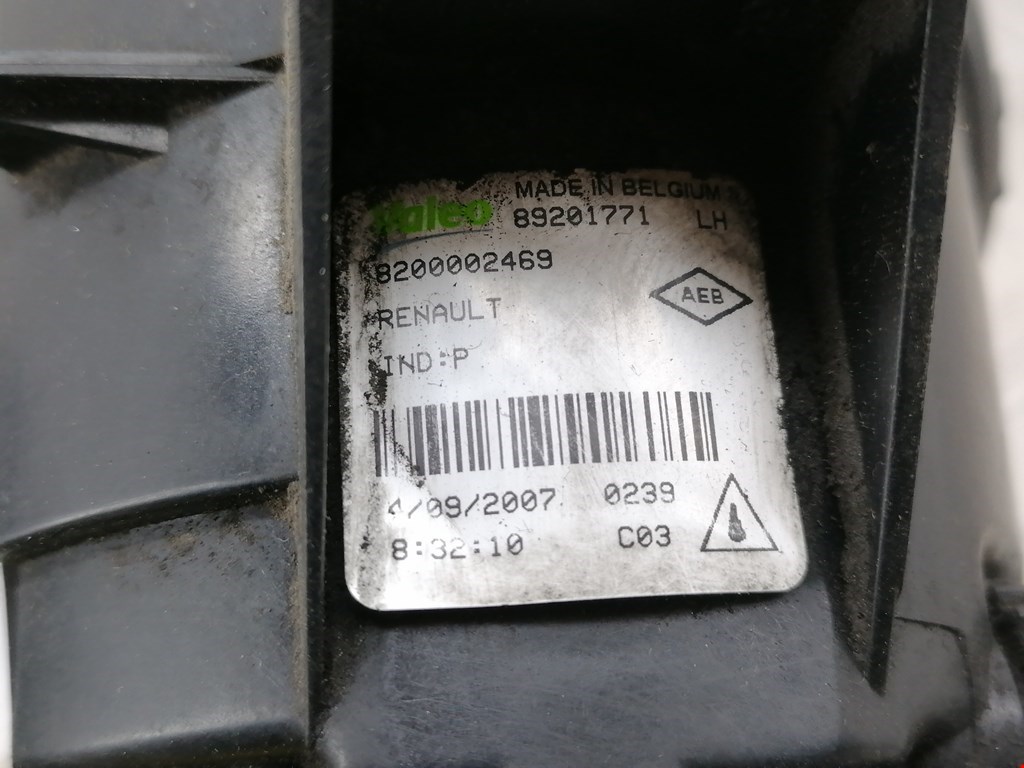 MADE IN BELGIUM
Valeo 89201771 LH
8200002469
AEB
RENAULT
IND:P
4/09/2007 0239
8:32:10 C03